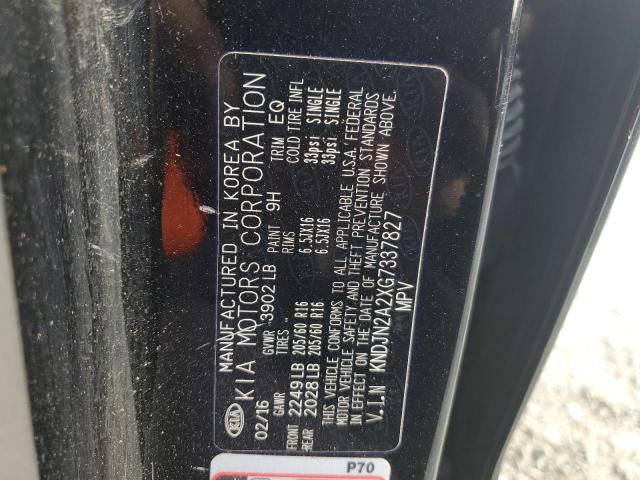 KIA
MANUFACTURED IN KOREA BY
KIA MOTORS CORPORATION
02/16 GVWR 3902 LB PAINT 9H TRIM EQ
GAWR TIRES RIMS COLD TIRE INFL
FRONT 2249 LB 205/60 R16 6.5JX16 33psi SINGLE
REAR 2028 LB 205/60 R16 6.5JX16 33psi SINGLE
THIS VEHICLE CONFORMS TO ALL APPLICABLE U.S.A. FEDERAL
MOTOR VEHICLE SAFETY AND THEFT PREVENTION STANDARDS
IN EFFECT ON THE DATE OF MANUFACTURE SHOWN ABOVE.
V.I.N KNDJN2A2XG7337827
MPV
P70